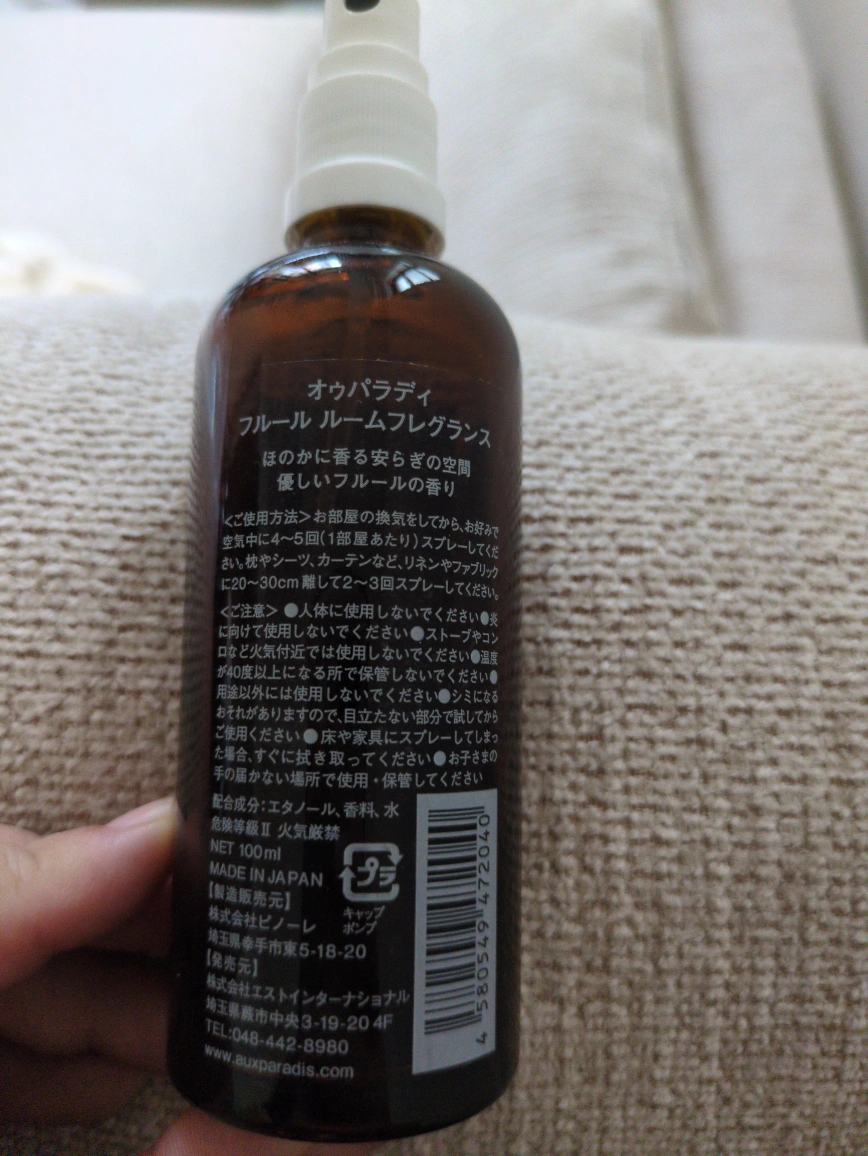 オゥパラディ
フルール ルームフレグランス
ほのかに香る安らぎの空間
優しいフルールの香り
＜ご使用方法＞お部屋の換気をしてから、お好みで
空気中に4〜5回(1部屋あたり)スプレーしてくだ
さい。枕やシーツ、カーテンなど、リネンやファブリック
に20〜30cm離して2〜3回スプレーしてください。
＜ご注意＞ ●人体に使用しないでください●炎
に向けて使用しないでください●ストーブやコン
ロなど火気付近では使用しないでください●温度
が40度以上になる所で保管しないでください●
用途以外には使用しないでください●シミになる
おそれがありますので、目立たない部分で試してから
ご使用ください●床や家具にスプレーしてしまっ
た場合、すぐに拭き取ってください●お子さまの
手の届かない場所で使用・保管してください
配合成分：エタノール、香料、水
危険等級Ⅱ 火気厳禁
NET 100ml
MADE IN JAPAN
【製造販売元】
株式会社ピノーレ
埼玉県幸手市東5-18-20
【発売元】
株式会社エストインターナショナル
埼玉県蕨市中央3-19-20 4F
TEL:048-442-8980
www.auxparadis.com
プラ
キャップ
ポンプ
4 580549 472040